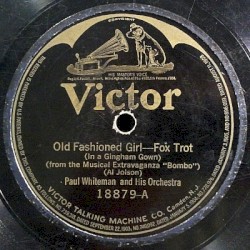 HIS MASTER'S VOICE
Victor
Old Fashioned Girl—Fox Trot
(in a Gingham Gown)
(from the Musical Extravaganza "Bombo")
(Al Jolson)
Paul Whiteman and His Orchestra
18879-A
VICTOR TALKING MACHINE CO. Camden, N.J.